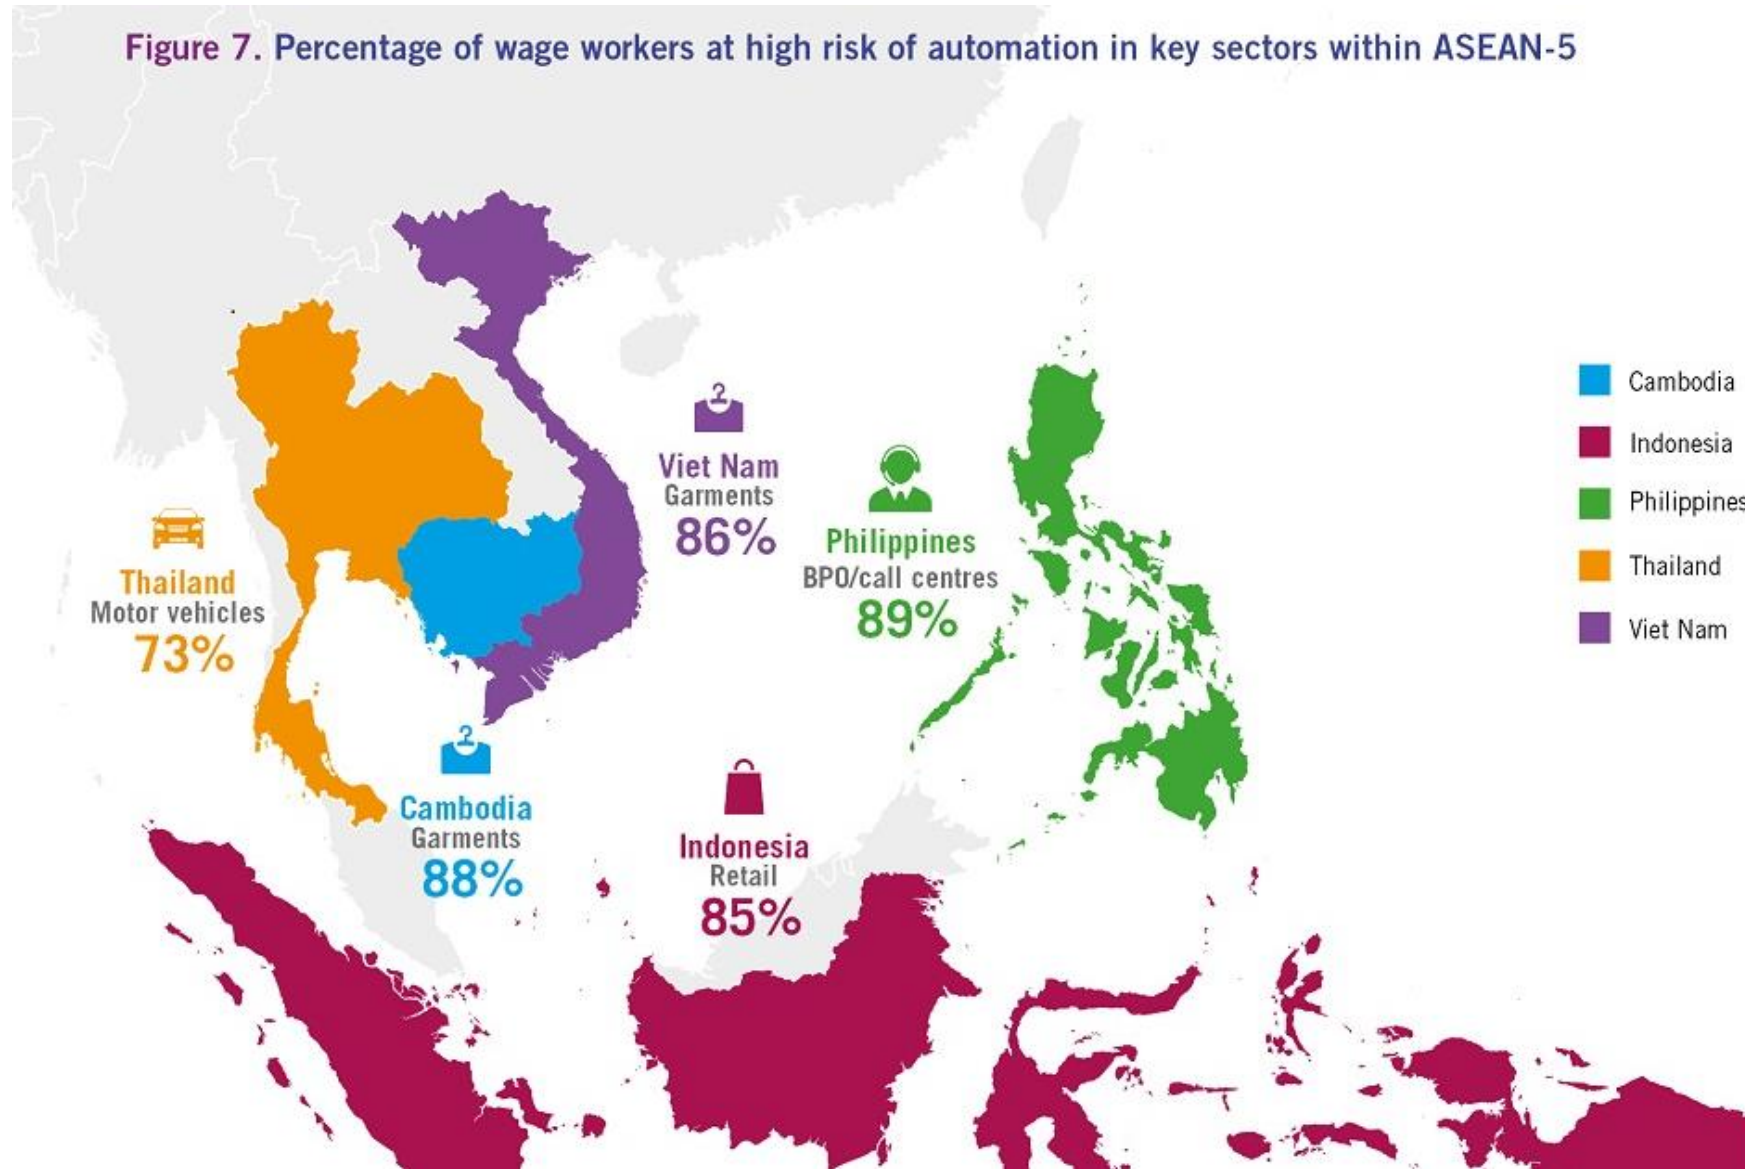 Figure 7. Percentage of wage workers at high risk of automation in key sectors within ASEAN-5
Viet Nam
Garments
86%
Philippines
BPO/call centres
89%
Thailand
Motor vehicles
73%
Cambodia
Garments
88%
Indonesia
Retail
85%
Cambodia
Indonesia
Philippines
Thailand
Viet Nam